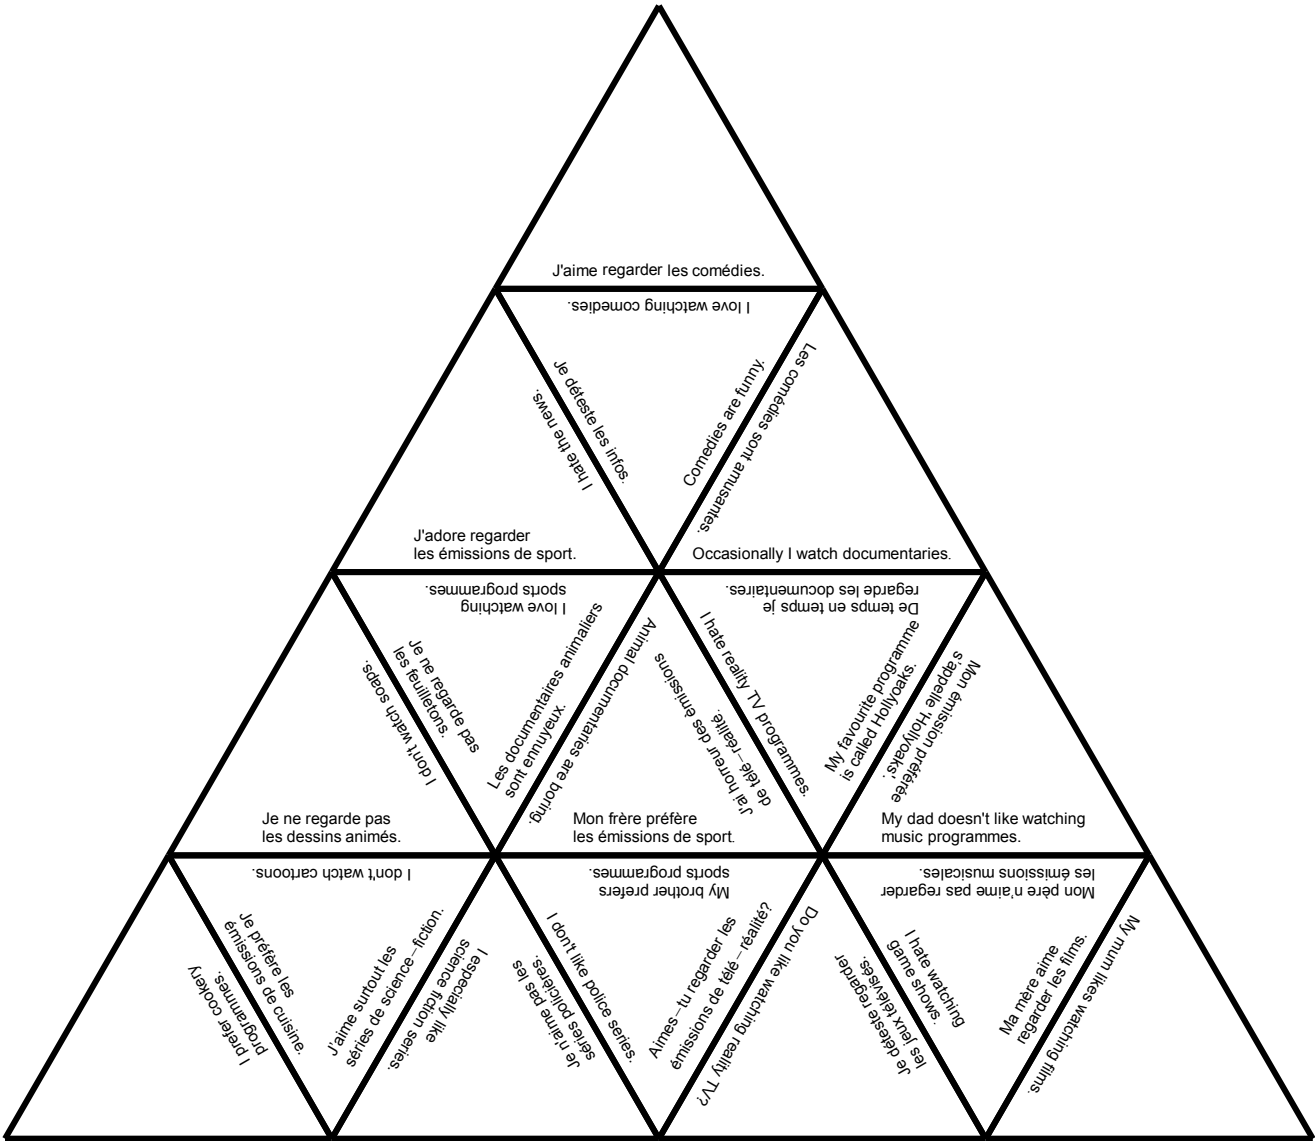 J'aime regarder les comédies.
I love watching comedies.
Je déteste les infos.
I hate the news.
Comedies are funny.
Les comédies sont amusantes.
J'adore regarder
les émissions de sport.
I love watching
sports programmes.
Occasionally I watch documentaries.
De temps en temps je
regarde les documentaires.
Je ne regarde pas
les feuilletons.
I don't watch soaps.
Les documentaires animaliers
sont ennuyeux.
Animal documentaries are boring.
I hate reality TV programmes.
J'ai horreur des émissions
de télé-réalité.
My favourite programme
is called Hollyoaks.
Mon émission préférée
s'appelle 'Hollyoaks'.
Je ne regarde pas
les dessins animés.
I don't watch cartoons.
Mon frère préfère
les émissions de sport.
My brother prefers
sports programmes.
My dad doesn't like watching
music programmes.
Mon père n'aime pas regarder
les émissions musicales.
Je préfère les
émissions de cuisine.
I prefer cookery
programmes.
J'aime surtout les
séries de science-fiction.
I especially like
science fiction series.
I don't like police series.
Je n'aime pas les
séries policières.
Aimes-tu regarder les
émissions de télé-réalité?
Do you like watching reality TV?
I hate watching
game shows.
Je déteste regarder
les jeux télévisés.
Ma mère aime
regarder les films.
My mum likes watching films.